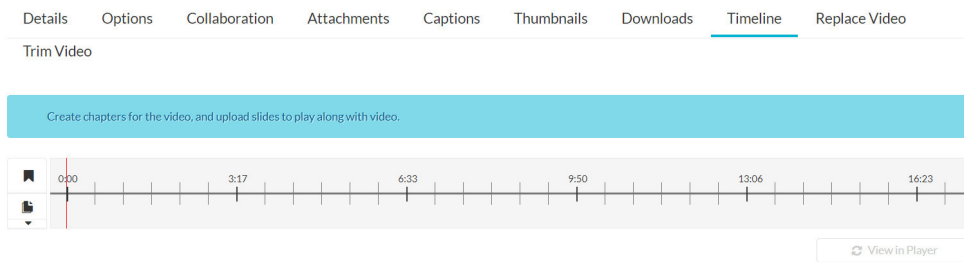 Details Options Collaboration Attachments Captions Thumbnails Downloads Timeline Replace Video
Trim Video
Create chapters for the video, and upload slides to play along with video.
0:00 3:17 6:33 9:50 13:06 16:23
View in Player